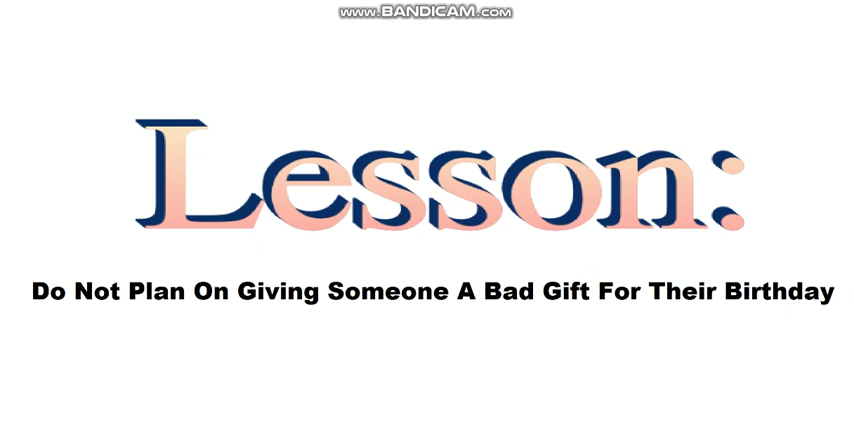 www.BANDICAM.com
Lesson:
Do Not Plan On Giving Someone A Bad Gift For Their Birthday